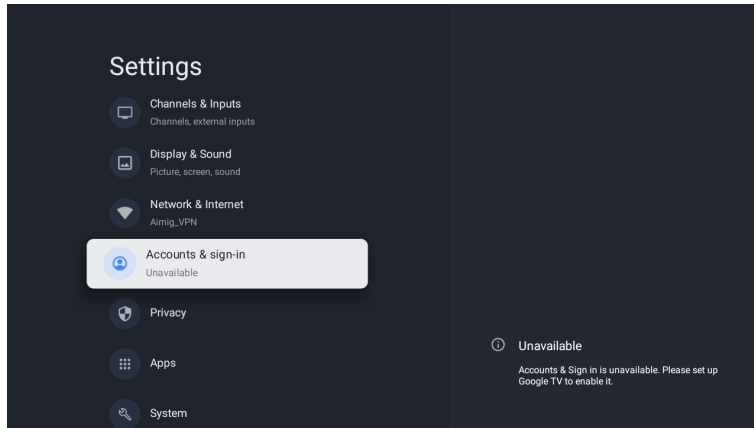 Settings
Channels & Inputs
Channels, external inputs
Display & Sound
Picture, screen, sound
Network & Internet
Aimig_VPN
Accounts & sign-in
Unavailable
Privacy
Apps
System
Unavailable
Accounts & Sign in is unavailable. Please set up
Google TV to enable it.